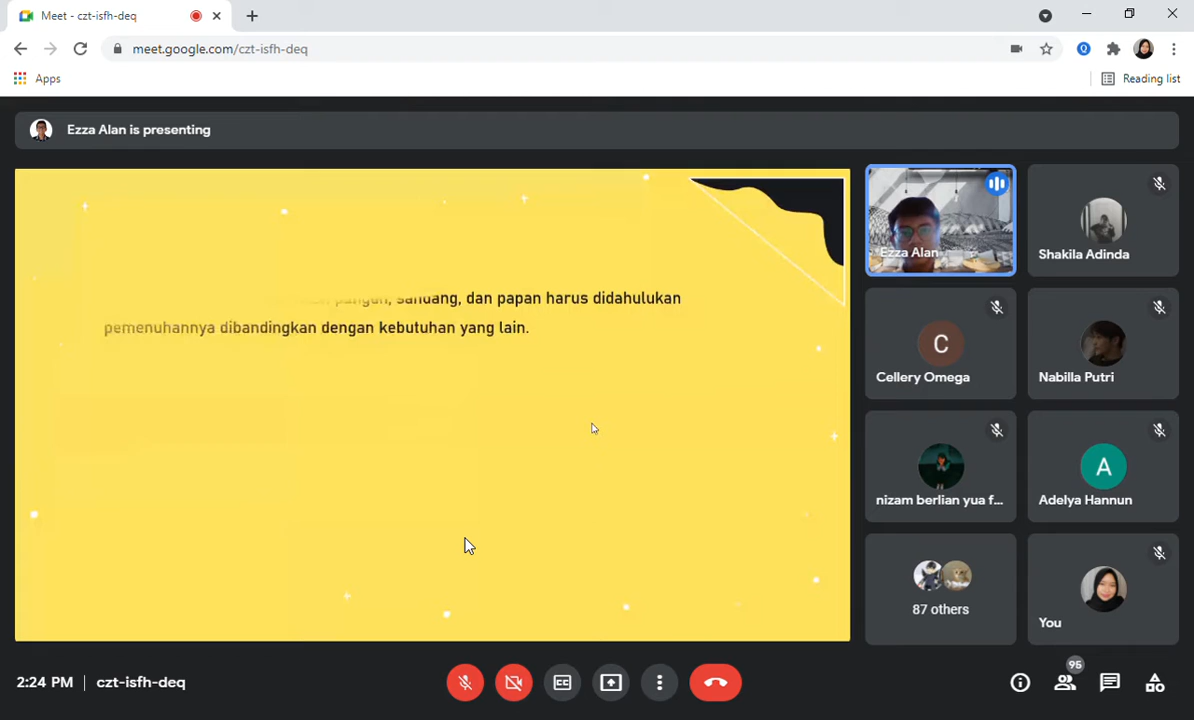 Meet - czt-isfh-deq
meet.google.com/czt-isfh-deq
Apps
Reading list
Ezza Alan is presenting
pangan, sandang, dan papan harus didahulukan
pemenuhannya dibandingkan dengan kebutuhan yang lain.
Ezza Alan
Shakila Adinda
C
Cellery Omega
Nabilla Putri
nizam berlian yua f...
A
Adelya Hannun
87 others
You
2:24 PM | czt-isfh-deq
CC
95